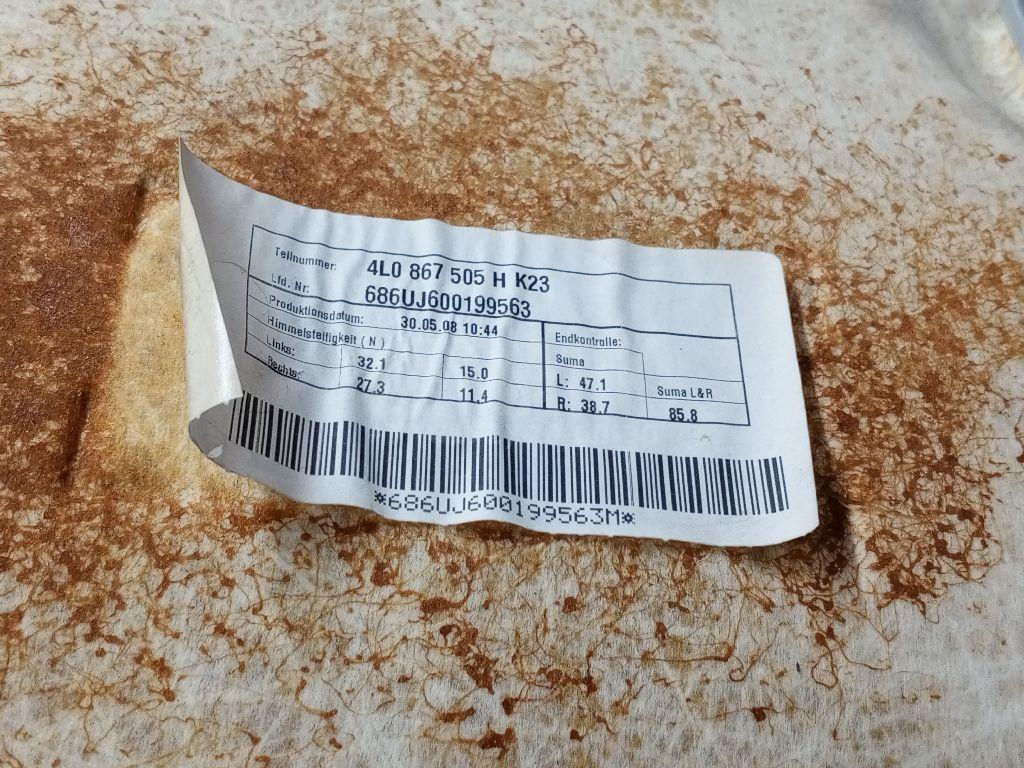 Teilnummer: 4L0 867 505 H K23
Lfd. Nr: 686UJ600199563
Produktionsdatum: 30.05.08 10:44
Himmelsteifigkeit ( N )
Links: 32.1 15.0
Rechts: 27.3 11.4
Endkontrolle:
Suma
L: 47.1 Suma L&R
R: 38.7 85.8
*686UJ600199563M*